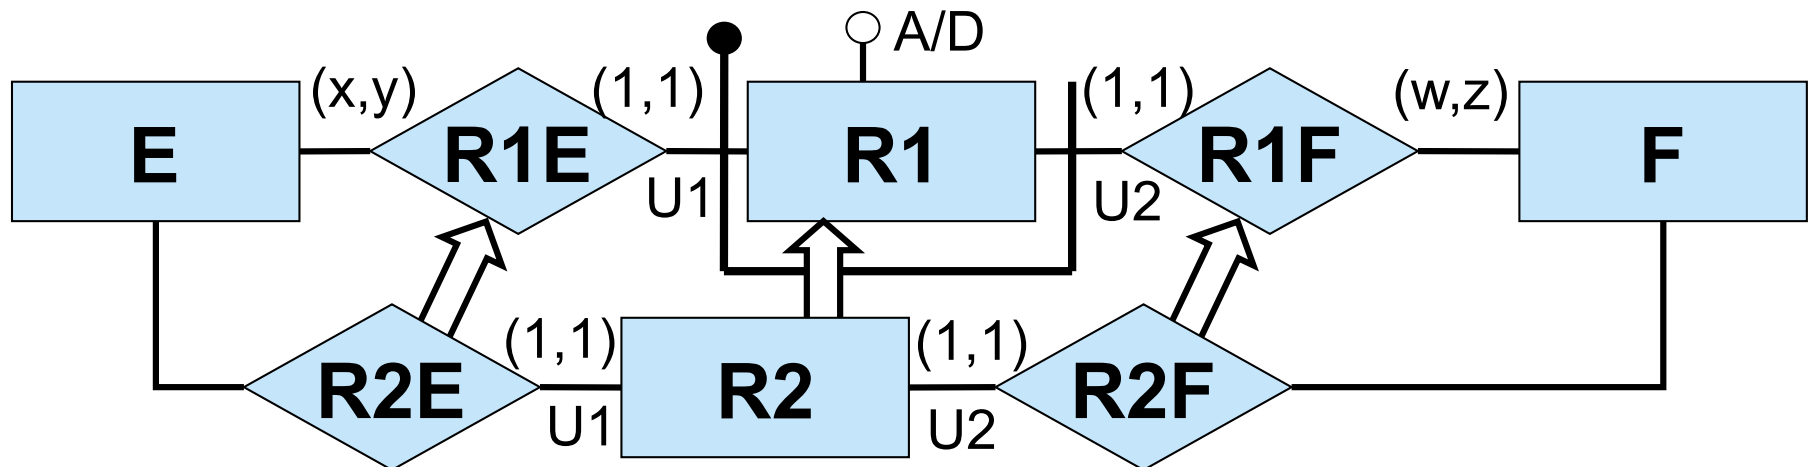 A/D
(x,y) (1,1) (1,1) (w,z)
E R1E R1 R1F F
U1 U2
(1,1) (1,1)
R2E R2 R2F
U1 U2